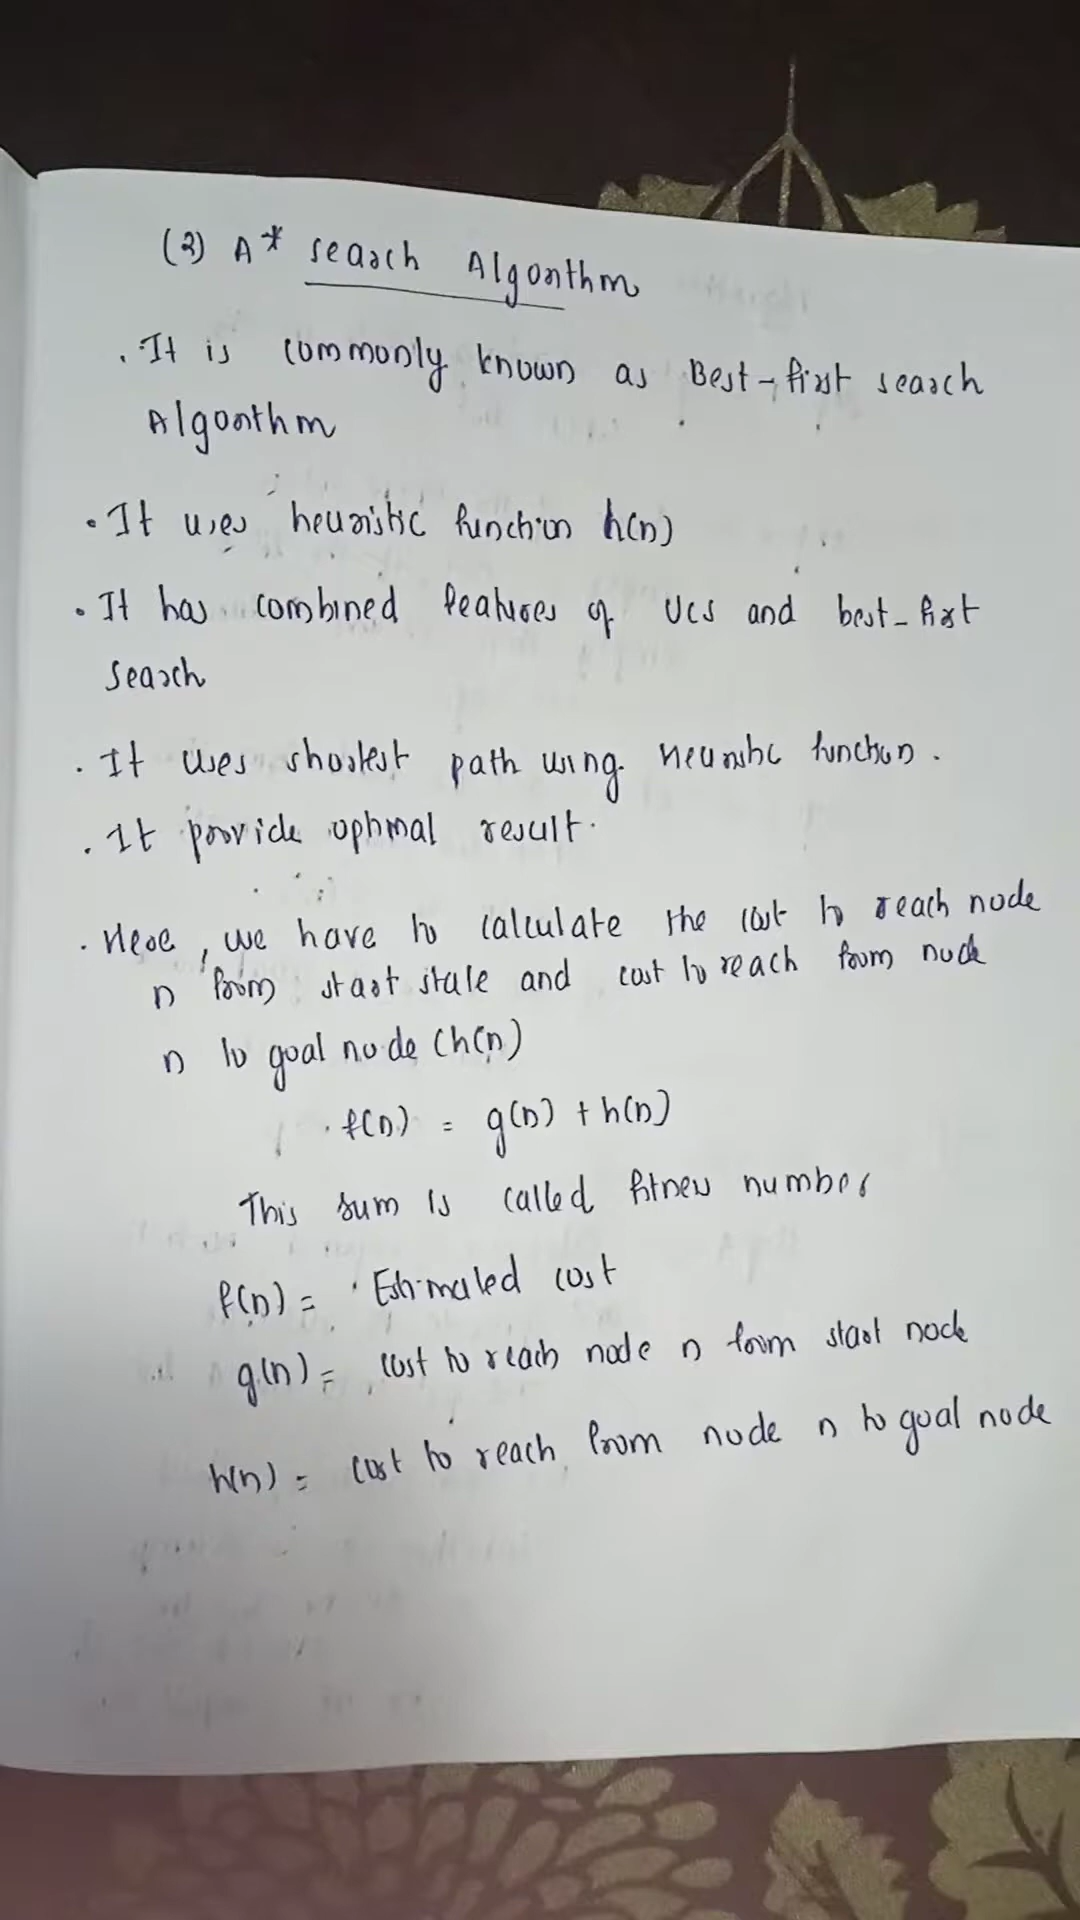 (2) A* search Algorithm
. It is commonly known as Best-first search
Algorithm
• It uses heuristic function h(n)
• It has combined features of UCS and best-first
search
. It uses shortest path using heuristic function.
. It provide optimal result.
. Here, we have to calculate the cost to reach node
n from start state and cost to reach from node
n to goal node (h(n)
. f(n) = g(n) + h(n)
This sum is called fitness number
f(n) = Estimated cost
g(n) = cost to reach node n from start node
h(n) = cost to reach from node n to goal node